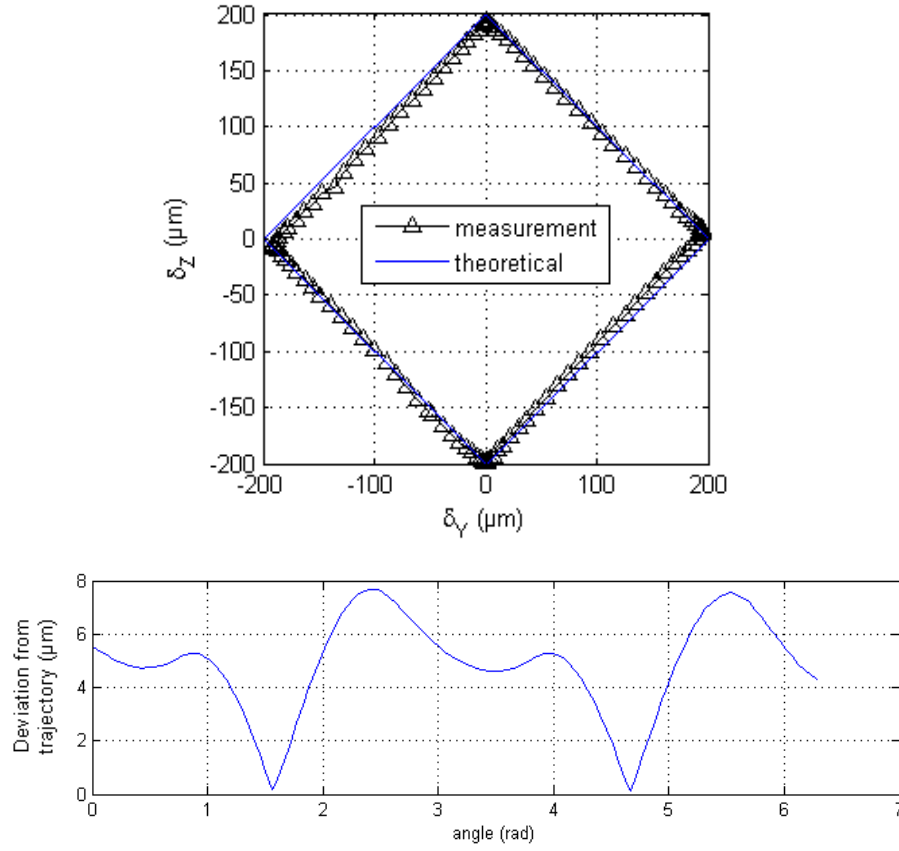 200
150
100
50
0
-50
-100
-150
-200
δZ (µm)
measurement
theoretical
-200 -100 0 100 200
δY (µm)
8
6
4
2
0
Deviation from
trajectory (µm)
0 1 2 3 4 5 6 7
angle (rad)